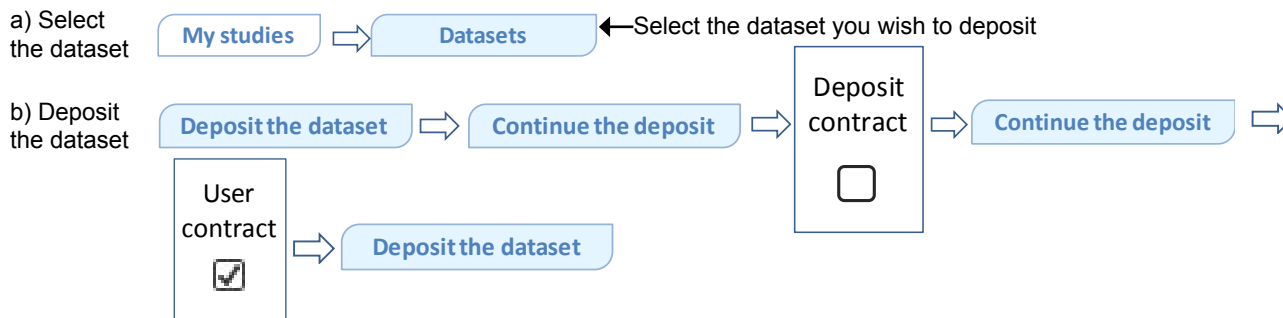 a) Select
the dataset
My studies
Datasets
Select the dataset you wish to deposit
b) Deposit
the dataset
Deposit the dataset
Continue the deposit
Deposit
contract
Continue the deposit
User
contract
Deposit the dataset